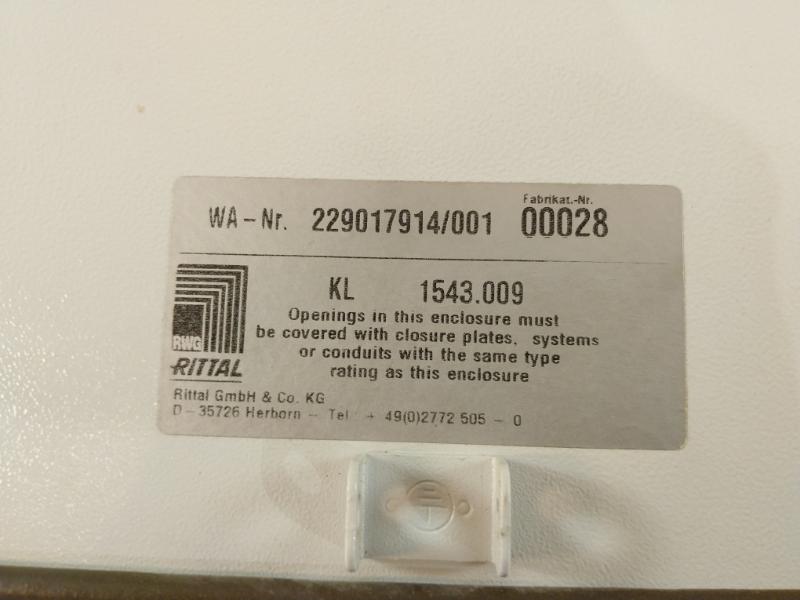 Fabrikat.-Nr.
WA-Nr. 229017914/001 00028
KL 1543.009
Openings in this enclosure must
be covered with closure plates, systems
or conduits with the same type
rating as this enclosure
RWG
RITTAL
Rittal GmbH & Co. KG
D-35726 Herborn - Tel.: + 49(0)2772 505 - 0